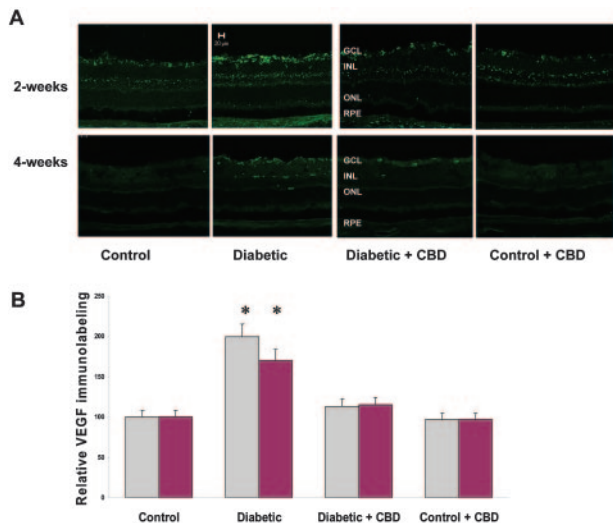 A
20 µm
2-weeks
GCL
INL
ONL
RPE
4-weeks
GCL
INL
ONL
RPE
Control
Diabetic
Diabetic + CBD
Control + CBD
B
Relative VEGF immunolabeling
250
200
150
100
50
0
* *
Control
Diabetic
Diabetic + CBD
Control + CBD